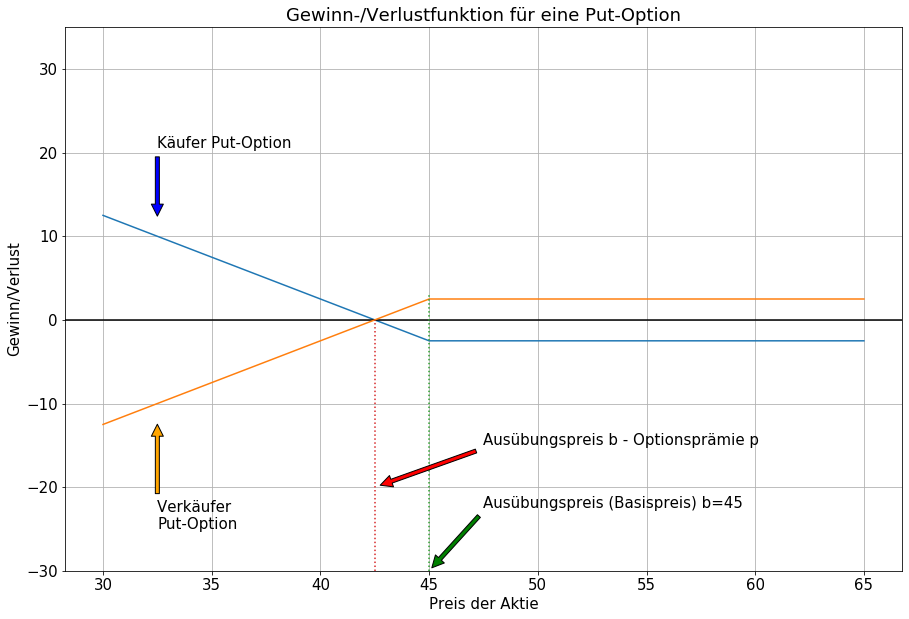 Gewinn-/Verlustfunktion für eine Put-Option
Gewinn/Verlust
30
20
10
0
−10
−20
−30
Käufer Put-Option
Verkäufer
Put-Option
Ausübungspreis b - Optionsprämie p
Ausübungspreis (Basispreis) b=45
30 35 40 45 50 55 60 65
Preis der Aktie